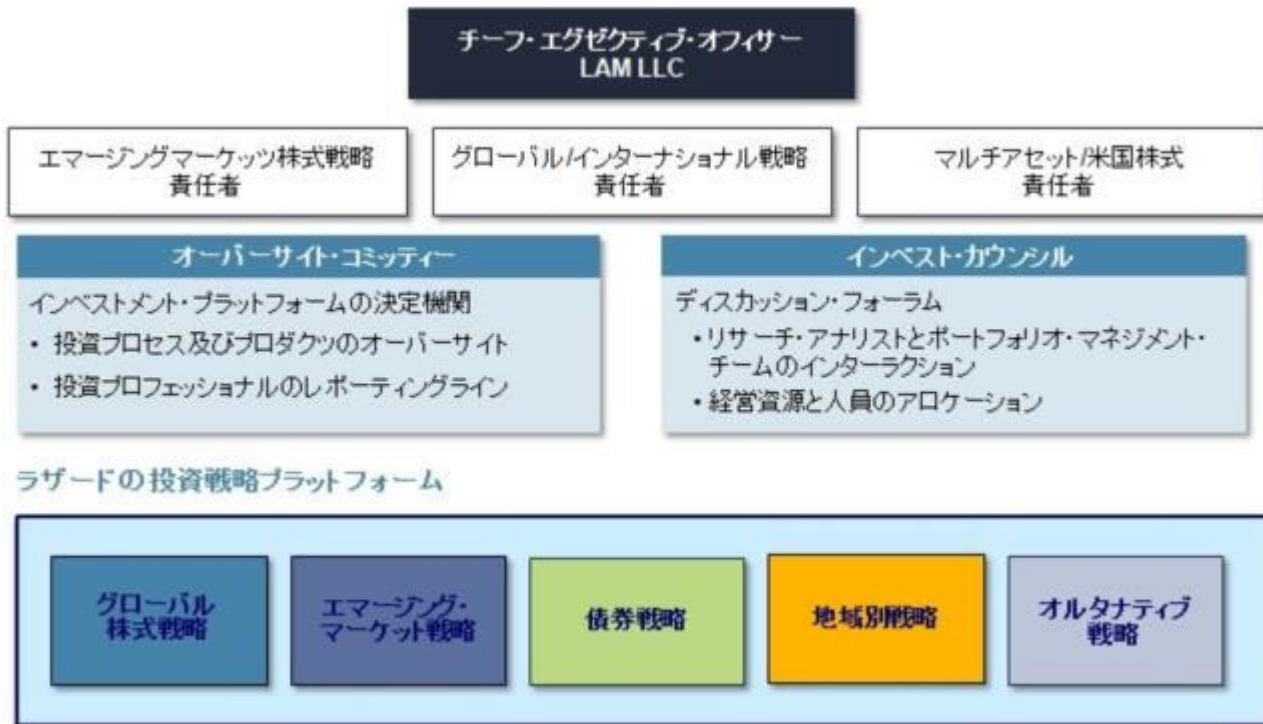 チーフ・エグゼクティブ・オフィサー
LAM LLC
エマージングマーケッツ株式戦略
責任者
グローバル/インターナショナル戦略
責任者
マルチアセット/米国株式
責任者
オーバーサイト・コミッティー
インベストメント・プラットフォームの決定機関
• 投資プロセス及びプロダクツのオーバーサイト
• 投資プロフェッショナルのレポーティングライン
インベスト・カウンシル
ディスカッション・フォーラム
・リサーチ・アナリストとポートフォリオ・マネジメント・
チームのインターラクション
・経営資源と人員のアロケーション
ラザードの投資戦略プラットフォーム
グローバル
株式戦略
エマージング・
マーケット戦略
債券戦略
地域別戦略
オルタナティブ
戦略